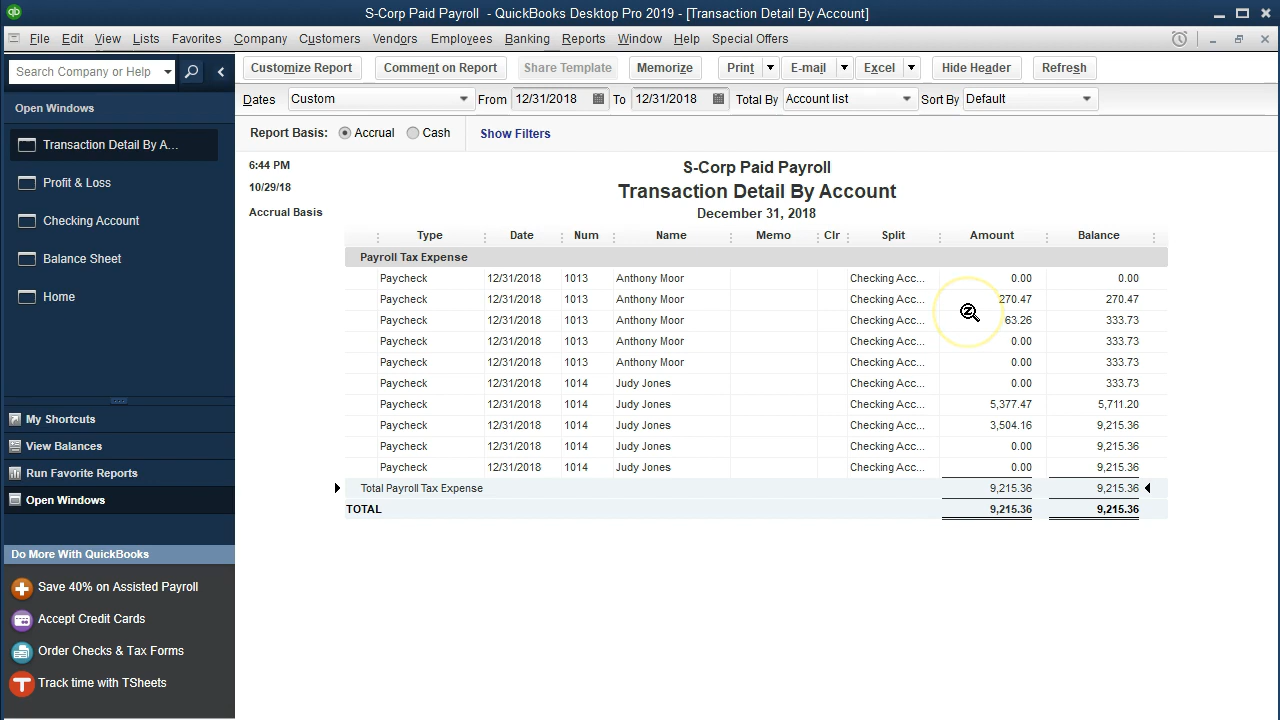 qb
S-Corp Paid Payroll - QuickBooks Desktop Pro 2019 - [Transaction Detail By Account]
File Edit View Lists Favorites Company Customers Vendors Employees Banking Reports Window Help Special Offers
Search Company or Help
Customize Report Comment on Report Share Template Memorize Print E-mail Excel Hide Header Refresh
Open Windows
Dates Custom From 12/31/2018 To 12/31/2018 Total By Account list Sort By Default
Report Basis: Accrual Cash Show Filters
Transaction Detail By A...
Profit & Loss
Checking Account
Balance Sheet
Home
My Shortcuts
View Balances
Run Favorite Reports
Open Windows
Do More With QuickBooks
Save 40% on Assisted Payroll
Accept Credit Cards
Order Checks & Tax Forms
T Track time with TSheets
6:44 PM
10/29/18
Accrual Basis
S-Corp Paid Payroll
Transaction Detail By Account
December 31, 2018
Type Date Num Name Memo Clr Split Amount Balance
Payroll Tax Expense
Paycheck 12/31/2018 1013 Anthony Moor Checking Acc... 0.00 0.00
Paycheck 12/31/2018 1013 Anthony Moor Checking Acc... 270.47 270.47
Paycheck 12/31/2018 1013 Anthony Moor Checking Acc... 63.26 333.73
Paycheck 12/31/2018 1013 Anthony Moor Checking Acc... 0.00 333.73
Paycheck 12/31/2018 1013 Anthony Moor Checking Acc... 0.00 333.73
Paycheck 12/31/2018 1014 Judy Jones Checking Acc... 0.00 333.73
Paycheck 12/31/2018 1014 Judy Jones Checking Acc... 5,377.47 5,711.20
Paycheck 12/31/2018 1014 Judy Jones Checking Acc... 3,504.16 9,215.36
Paycheck 12/31/2018 1014 Judy Jones Checking Acc... 0.00 9,215.36
Paycheck 12/31/2018 1014 Judy Jones Checking Acc... 0.00 9,215.36
Total Payroll Tax Expense 9,215.36 9,215.36
TOTAL 9,215.36 9,215.36